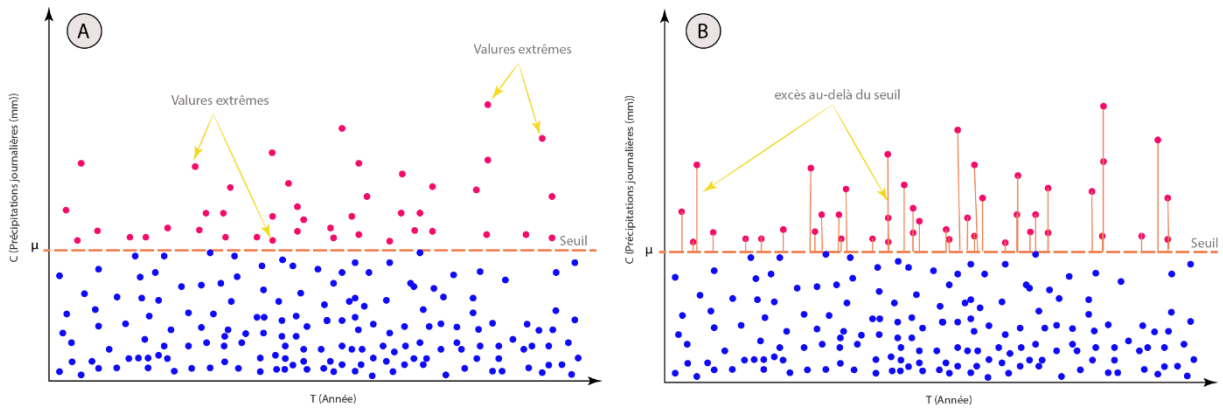 A
Valures extrêmes
Valures extrêmes
C (Précipitations journalières (mm))
μ
Seuil
T (Année)
B
excès au-delà du seuil
C (Précipitations journalières (mm))
μ
Seuil
T (Année)